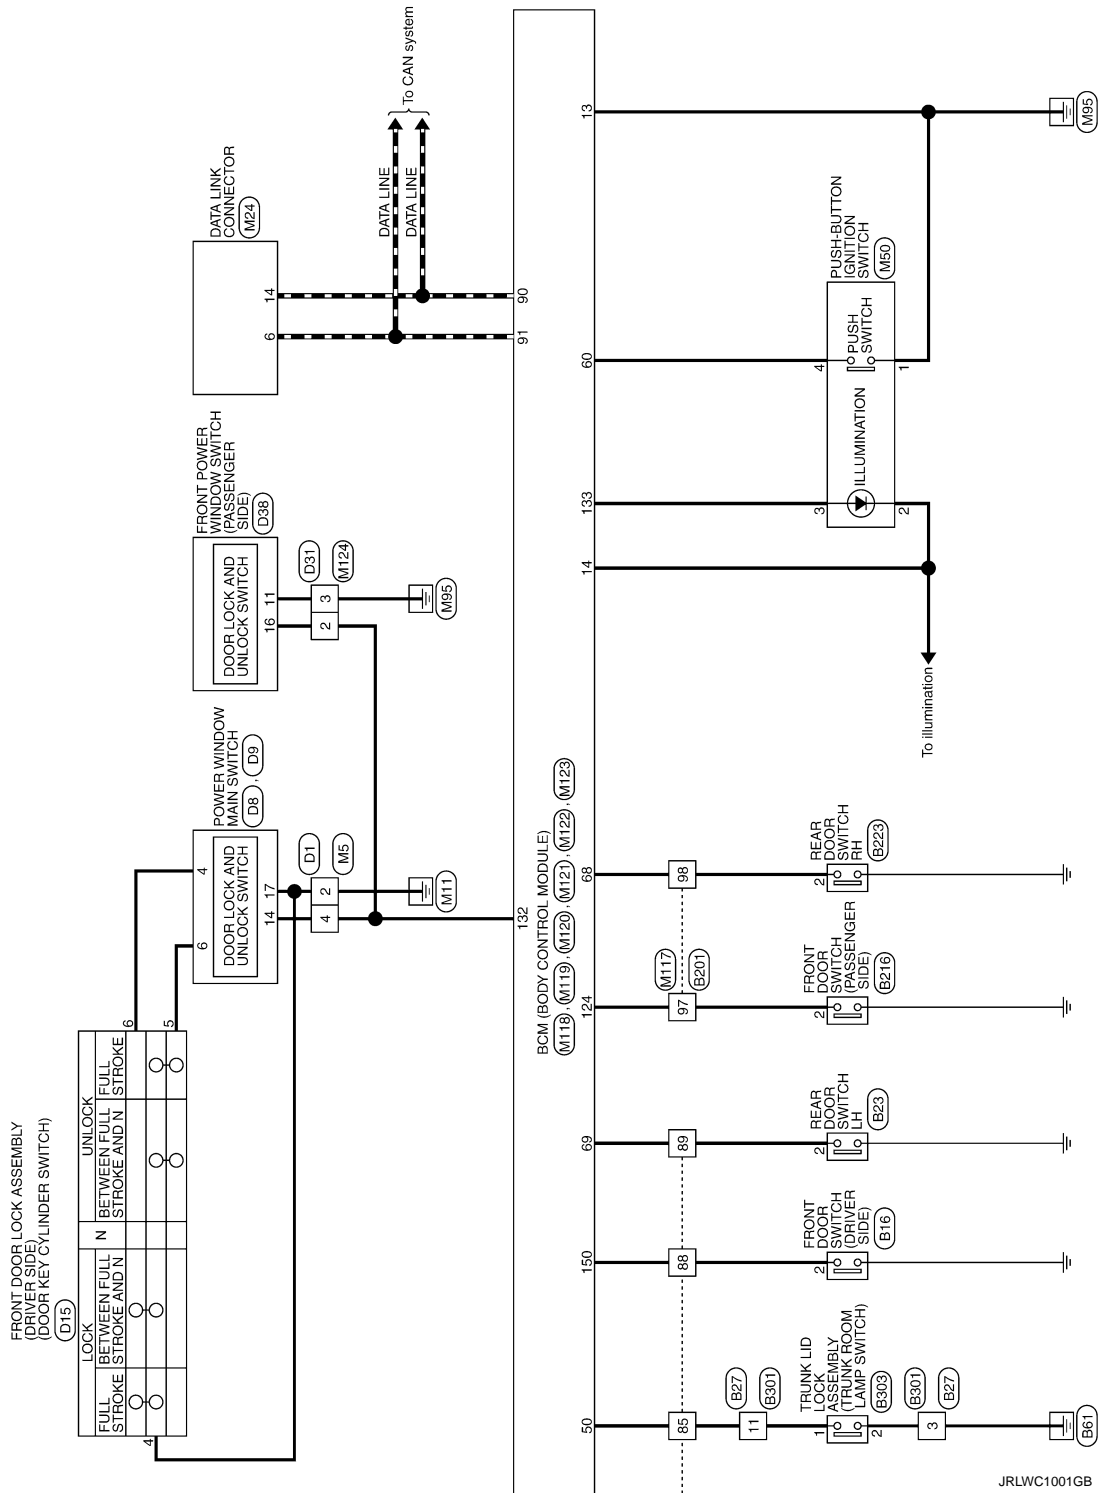 FRONT DOOR LOCK ASSEMBLY
(DRIVER SIDE)
(DOOR KEY CYLINDER SWITCH)
D15
LOCK
UNLOCK
FULL
STROKE
BETWEEN FULL
STROKE AND N
N
BETWEEN FULL
STROKE AND N
FULL
STROKE
4
6
5
POWER WINDOW
MAIN SWITCH
D8 , D9
6
4
DOOR LOCK AND
UNLOCK SWITCH
14
17
4
2
D1
M5
M11
FRONT POWER
WINDOW SWITCH
(PASSENGER
SIDE)
D38
DOOR LOCK AND
UNLOCK SWITCH
16
11
2
3
D31
M124
M95
DATA LINK
CONNECTOR
M24
6
14
DATA LINE
DATA LINE
To CAN system
132
91
90
BCM (BODY CONTROL MODULE)
M118 , M119 , M120 , M121 , M122 , M123
50
150
69
124
68
14
133
60
13
85
88
89
97
98
M117
B201
B27
B301
11
TRUNK LID
LOCK
ASSEMBLY
(TRUNK ROOM
LAMP SWITCH)
B303
1
2
3
B301
B27
B61
FRONT
DOOR
SWITCH
(DRIVER
SIDE)
B16
2
REAR
DOOR
SWITCH
LH
B23
2
FRONT
DOOR
SWITCH
(PASSENGER
SIDE)
B216
2
REAR
DOOR
SWITCH
RH
B223
2
To illumination
PUSH-BUTTON
IGNITION
SWITCH
M50
3
4
ILLUMINATION
PUSH
SWITCH
2
1
M95
JRLWC1001GB